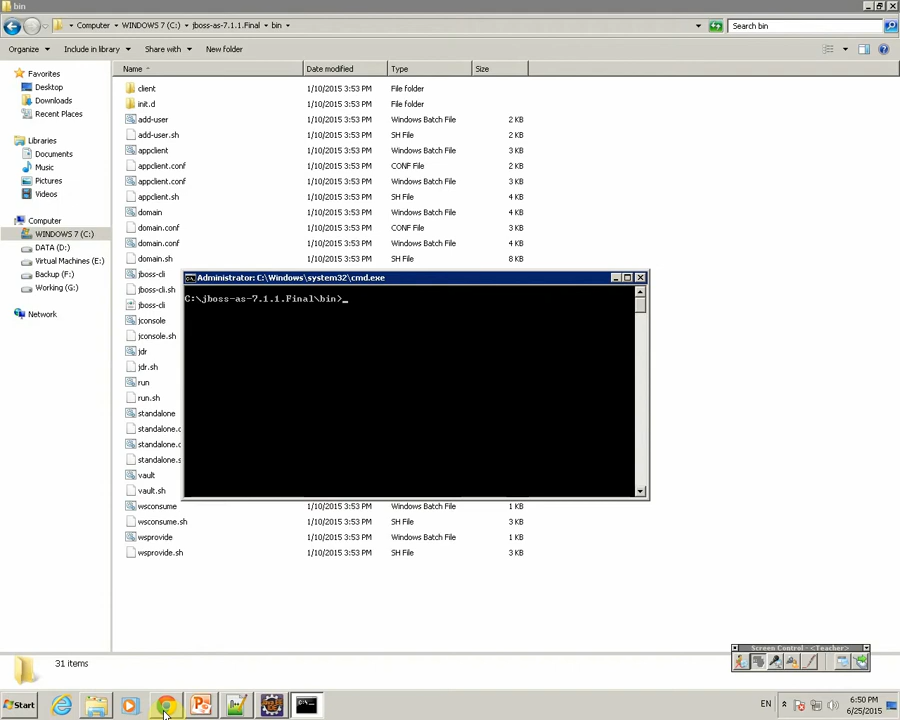 bin
Computer ▸ WINDOWS 7 (C:) ▸ jboss-as-7.1.1.Final ▸ bin ▸
Search bin
Organize Include in library Share with New folder
Name Date modified Type Size
Favorites
Desktop
Downloads
Recent Places
Libraries
Documents
Music
Pictures
Videos
Computer
WINDOWS 7 (C:)
DATA (D:)
Virtual Machines (E:)
Backup (F:)
Working (G:)
Network
client 1/10/2015 3:53 PM File folder
init.d 1/10/2015 3:53 PM File folder
add-user 1/10/2015 3:53 PM Windows Batch File 2 KB
add-user.sh 1/10/2015 3:53 PM SH File 2 KB
appclient 1/10/2015 3:53 PM Windows Batch File 3 KB
appclient.conf 1/10/2015 3:53 PM CONF File 2 KB
appclient.conf 1/10/2015 3:53 PM Windows Batch File 3 KB
appclient.sh 1/10/2015 3:53 PM SH File 4 KB
domain 1/10/2015 3:53 PM Windows Batch File 4 KB
domain.conf 1/10/2015 3:53 PM CONF File 3 KB
domain.conf 1/10/2015 3:53 PM Windows Batch File 4 KB
domain.sh 1/10/2015 3:53 PM SH File 8 KB
jboss-cli
jboss-cli.sh
jboss-cli
jconsole
jconsole.sh
jdr
jdr.sh
run
run.sh
standalone
standalone.c
standalone.c
standalone.s
vault
vault.sh
wsconsume 1/10/2015 3:53 PM Windows Batch File 1 KB
wsconsume.sh 1/10/2015 3:53 PM SH File 3 KB
wsprovide 1/10/2015 3:53 PM Windows Batch File 1 KB
wsprovide.sh 1/10/2015 3:53 PM SH File 3 KB
Administrator: C:\Windows\system32\cmd.exe
C:\jboss-as-7.1.1.Final\bin>_
31 items
Screen Control - <Teacher>
Start
EN
6:50 PM
6/25/2015